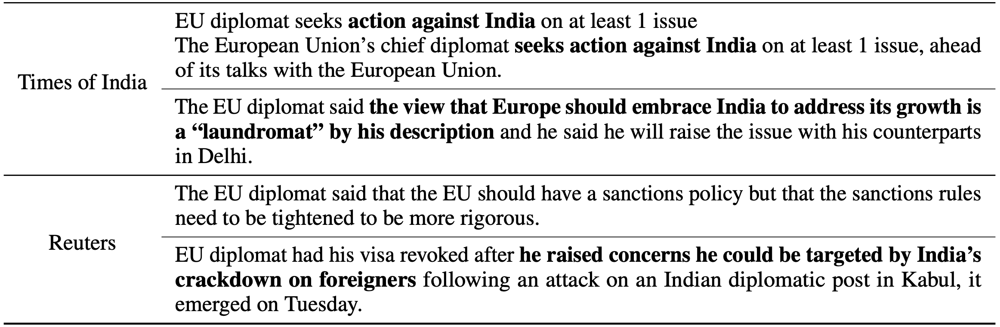 EU diplomat seeks action against India on at least 1 issue
The European Union’s chief diplomat seeks action against India on at least 1 issue, ahead
of its talks with the European Union.
Times of India
The EU diplomat said the view that Europe should embrace India to address its growth is
a “laundromat” by his description and he said he will raise the issue with his counterparts
in Delhi.
The EU diplomat said that the EU should have a sanctions policy but that the sanctions rules
need to be tightened to be more rigorous.
Reuters
EU diplomat had his visa revoked after he raised concerns he could be targeted by India’s
crackdown on foreigners following an attack on an Indian diplomatic post in Kabul, it
emerged on Tuesday.